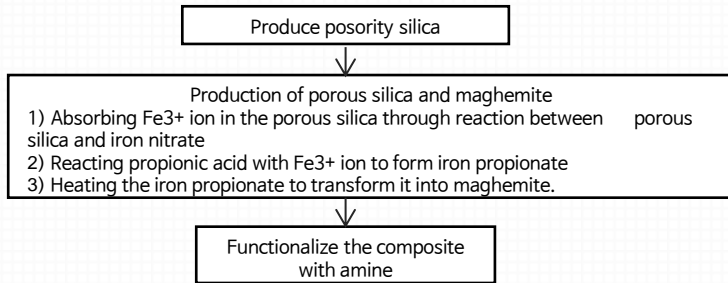 Produce posority silica
Production of porous silica and maghemite
1) Absorbing Fe3+ ion in the porous silica through reaction between porous
silica and iron nitrate
2) Reacting propionic acid with Fe3+ ion to form iron propionate
3) Heating the iron propionate to transform it into maghemite.
Functionalize the composite
with amine